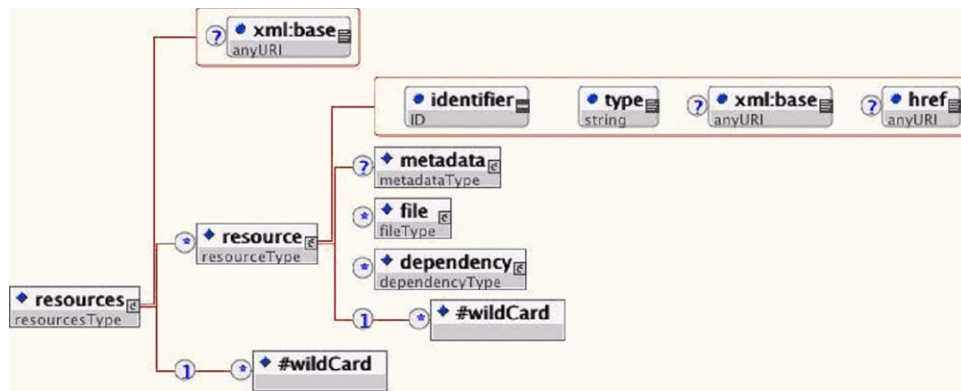 ? xml:base
anyURI
identifier
ID
type
string
? xml:base
anyURI
? href
anyURI
? metadata
metadataType
* file
fileType
* resource
resourceType
* dependency
dependencyType
resources
resourcesType
1 * #wildCard
1 * #wildCard